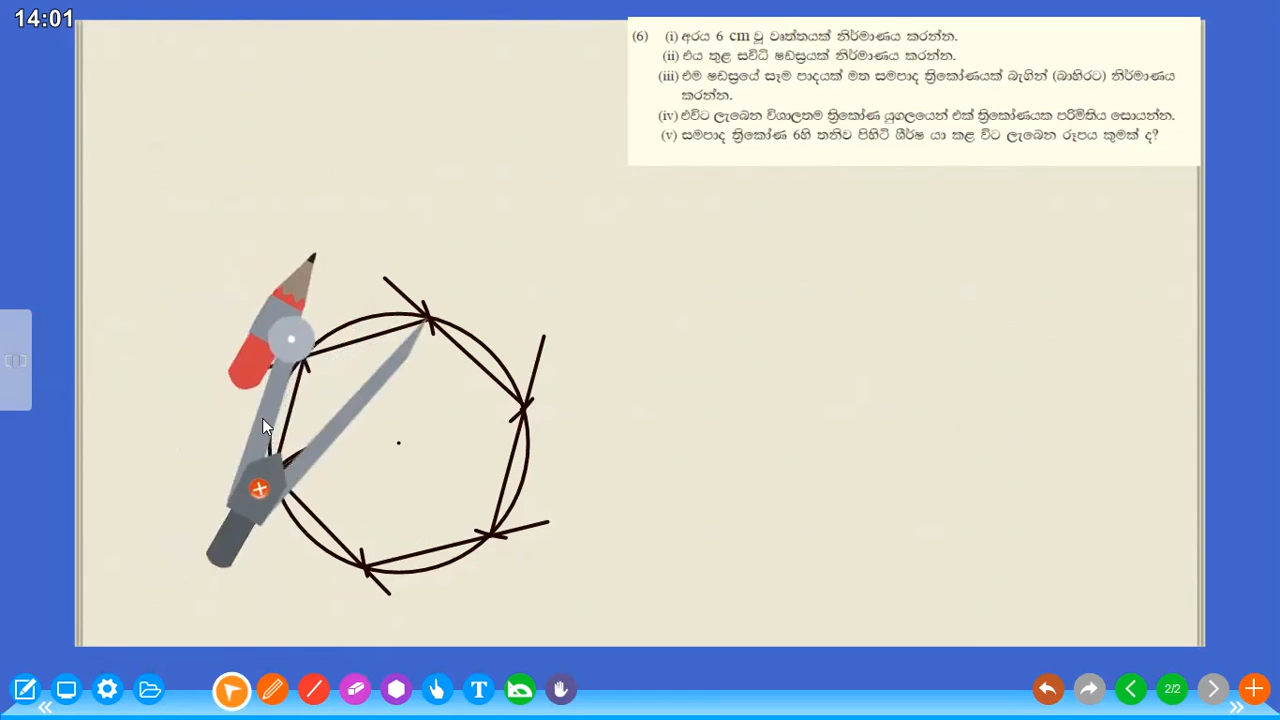 14:01
(6) (i) අරය 6 cm වූ වෘත්තයක් නිර්මාණය කරන්න.
(ii) එය තුළ සවිධි ෂඩස්‍රයක් නිර්මාණය කරන්න.
(iii) එම ෂඩස්‍රයේ සෑම පාදයක් මත සමපාද ත්‍රිකෝණයක් බැගින් (බාහිරට) නිර්මාණය
කරන්න.
(iv) එවිට ලැබෙන විශාලතම ත්‍රිකෝණ යුගලයෙන් එක් ත්‍රිකෝණයක පරිමිතිය සොයන්න.
(v) සමපාද ත්‍රිකෝණ 6හි තනිව පිහිටි ශීර්ෂ යා කළ විට ලැබෙන රූපය කුමක් ද?
T
2/2